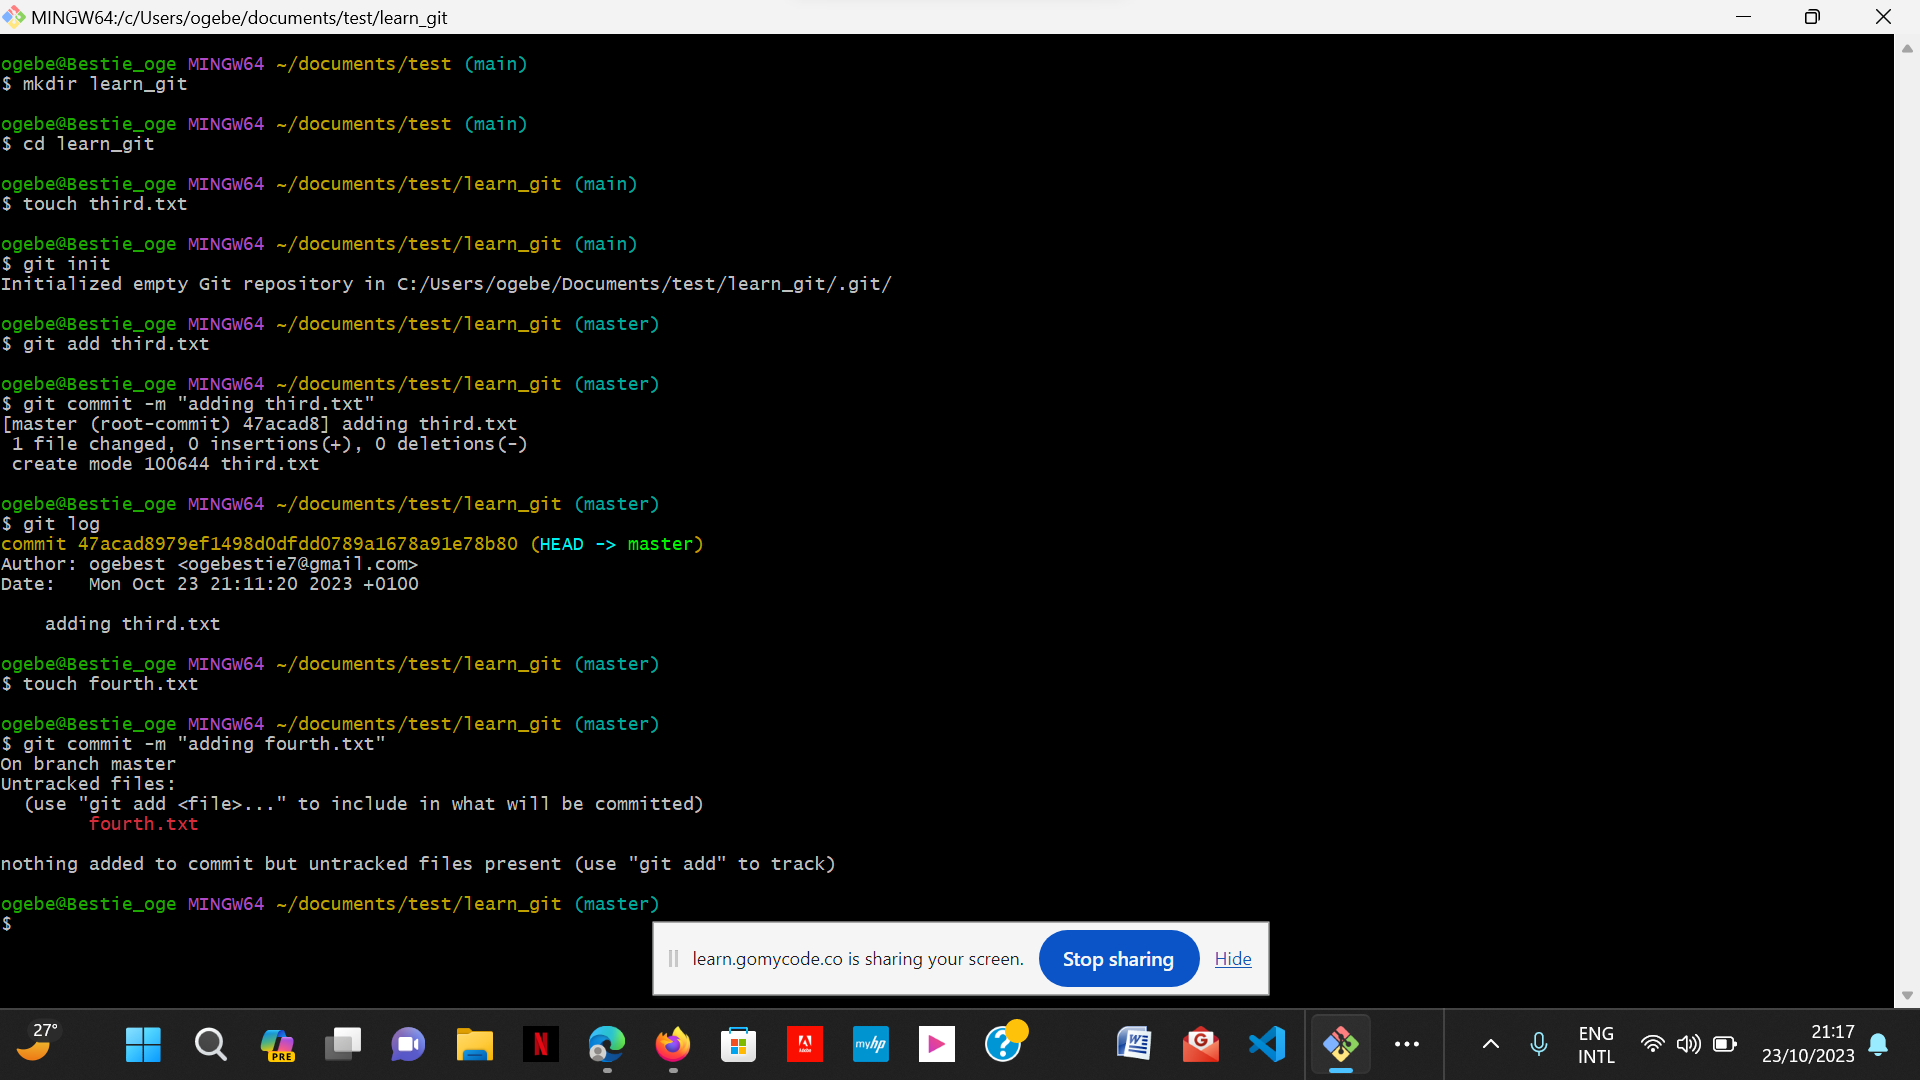 MINGW64:/c/Users/ogebe/documents/test/learn_git
ogebe@Bestie_oge MINGW64 ~/documents/test (main)
$ mkdir learn_git
ogebe@Bestie_oge MINGW64 ~/documents/test (main)
$ cd learn_git
ogebe@Bestie_oge MINGW64 ~/documents/test/learn_git (main)
$ touch third.txt
ogebe@Bestie_oge MINGW64 ~/documents/test/learn_git (main)
$ git init
Initialized empty Git repository in C:/Users/ogebe/Documents/test/learn_git/.git/
ogebe@Bestie_oge MINGW64 ~/documents/test/learn_git (master)
$ git add third.txt
ogebe@Bestie_oge MINGW64 ~/documents/test/learn_git (master)
$ git commit -m "adding third.txt"
[master (root-commit) 47acad8] adding third.txt
 1 file changed, 0 insertions(+), 0 deletions(-)
 create mode 100644 third.txt
ogebe@Bestie_oge MINGW64 ~/documents/test/learn_git (master)
$ git log
commit 47acad8979ef1498d0dfdd0789a1678a91e78b80 (HEAD -> master)
Author: ogebest <ogebestie7@gmail.com>
Date:   Mon Oct 23 21:11:20 2023 +0100
    adding third.txt
ogebe@Bestie_oge MINGW64 ~/documents/test/learn_git (master)
$ touch fourth.txt
ogebe@Bestie_oge MINGW64 ~/documents/test/learn_git (master)
$ git commit -m "adding fourth.txt"
On branch master
Untracked files:
  (use "git add <file>..." to include in what will be committed)
        fourth.txt
nothing added to commit but untracked files present (use "git add" to track)
ogebe@Bestie_oge MINGW64 ~/documents/test/learn_git (master)
$
learn.gomycode.co is sharing your screen. Stop sharing Hide
27°
PRE
N
Adobe
myhp
?
W
G
ENG
INTL
21:17
23/10/2023